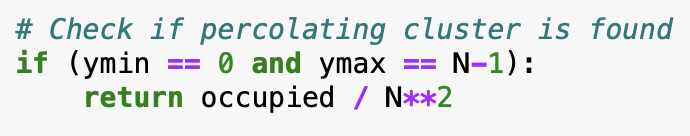 # Check if percolating cluster is found
if (ymin == 0 and ymax == N-1):
    return occupied / N**2